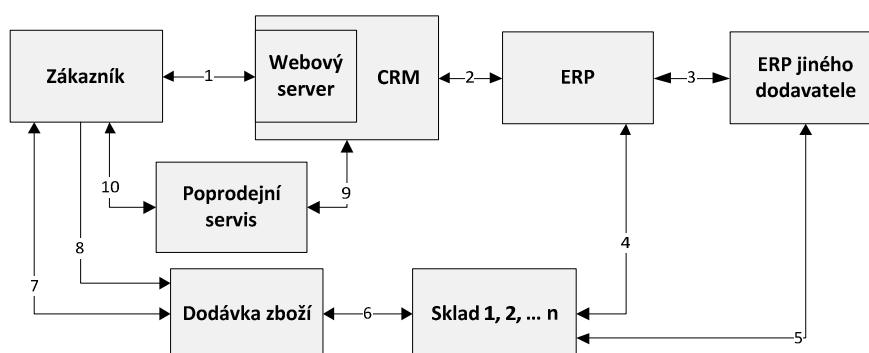 Zákazník
1
Webový
server
CRM
2
ERP
3
ERP jiného
dodavatele
10
Poprodejní
servis
9
4
8
7
Dodávka zboží
6
Sklad 1, 2, ... n
5